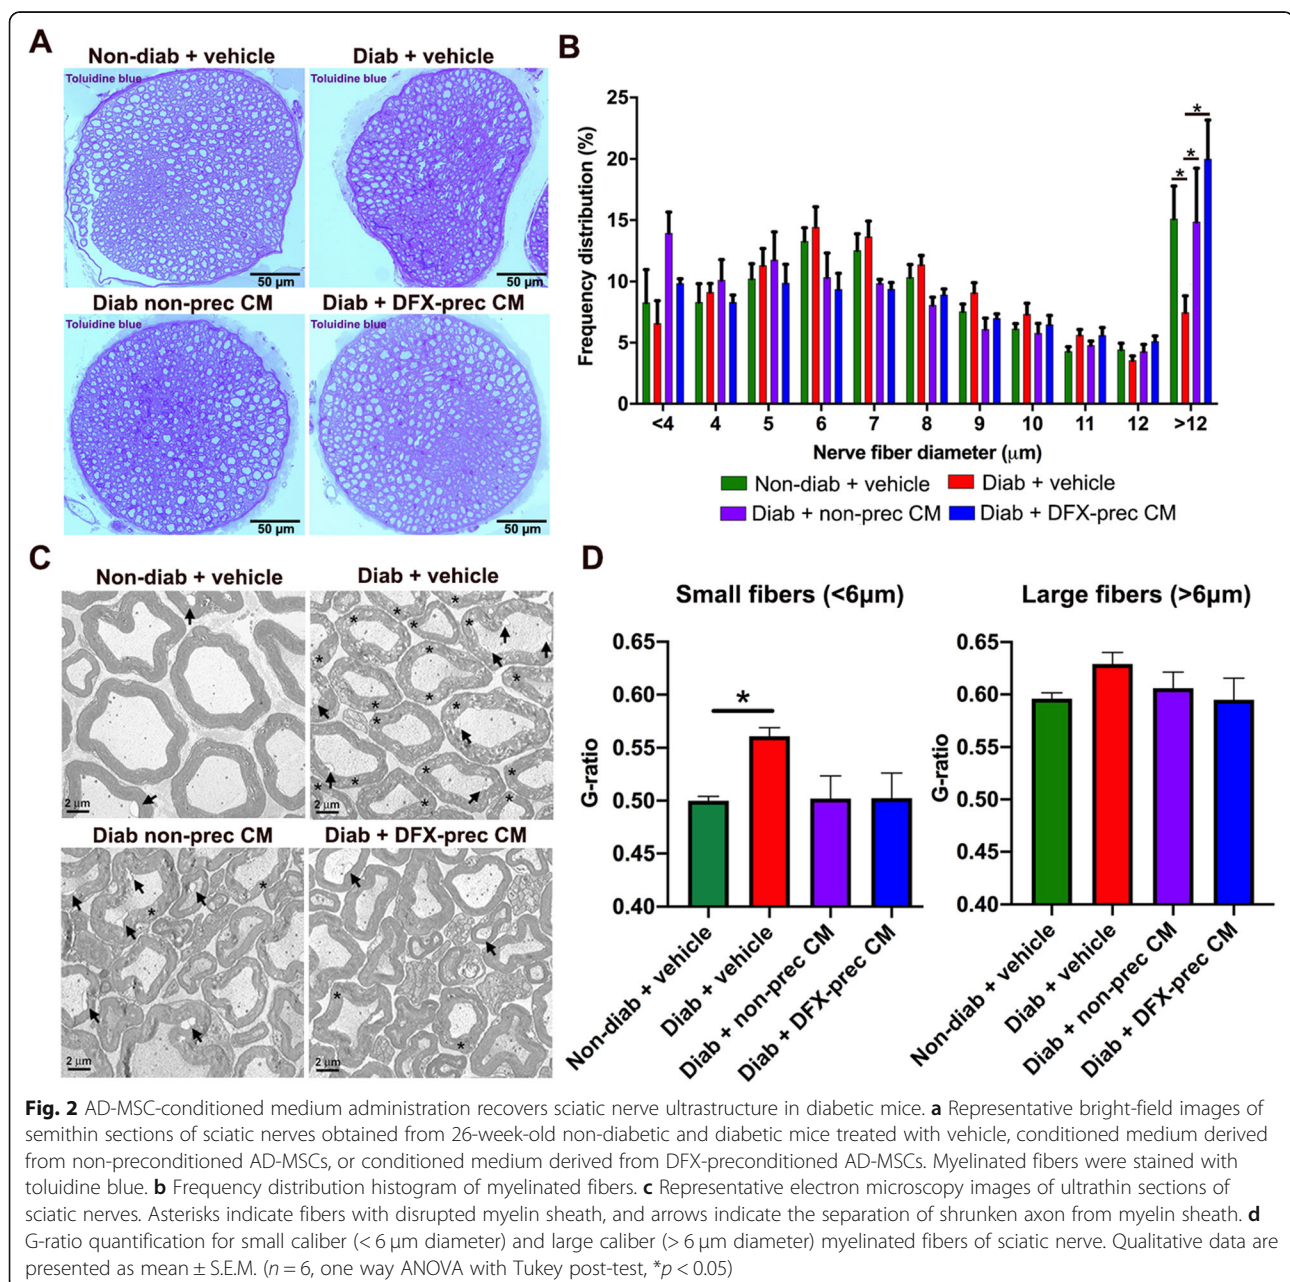 A
Non-diab + vehicle
Diab + vehicle
Toluidine blue
Toluidine blue
50 µm
50 µm
Diab non-prec CM
Diab + DFX-prec CM
Toluidine blue
Toluidine blue
50 µm
50 µm
B
Frequency distribution (%)
25
20
15
10
5
0
* * *
<4 4 5 6 7 8 9 10 11 12 >12
Nerve fiber diameter (µm)
Non-diab + vehicle
Diab + vehicle
Diab + non-prec CM
Diab + DFX-prec CM
C
Non-diab + vehicle
Diab + vehicle
2 µm
2 µm
Diab non-prec CM
Diab + DFX-prec CM
2 µm
2 µm
D
Small fibers (<6µm)
G-ratio
0.65
0.60
0.55
0.50
0.45
0.40
*
Non-diab + vehicle
Diab + vehicle
Diab + non-prec CM
Diab + DFX-prec CM
Large fibers (>6µm)
G-ratio
0.65
0.60
0.55
0.50
0.45
0.40
Non-diab + vehicle
Diab + vehicle
Diab + non-prec CM
Diab + DFX-prec CM
Fig. 2 AD-MSC-conditioned medium administration recovers sciatic nerve ultrastructure in diabetic mice. a Representative bright-field images of
semithin sections of sciatic nerves obtained from 26-week-old non-diabetic and diabetic mice treated with vehicle, conditioned medium derived
from non-preconditioned AD-MSCs, or conditioned medium derived from DFX-preconditioned AD-MSCs. Myelinated fibers were stained with
toluidine blue. b Frequency distribution histogram of myelinated fibers. c Representative electron microscopy images of ultrathin sections of
sciatic nerves. Asterisks indicate fibers with disrupted myelin sheath, and arrows indicate the separation of shrunken axon from myelin sheath. d
G-ratio quantification for small caliber (< 6 µm diameter) and large caliber (> 6 µm diameter) myelinated fibers of sciatic nerve. Qualitative data are
presented as mean ± S.E.M. (n = 6, one way ANOVA with Tukey post-test, *p < 0.05)